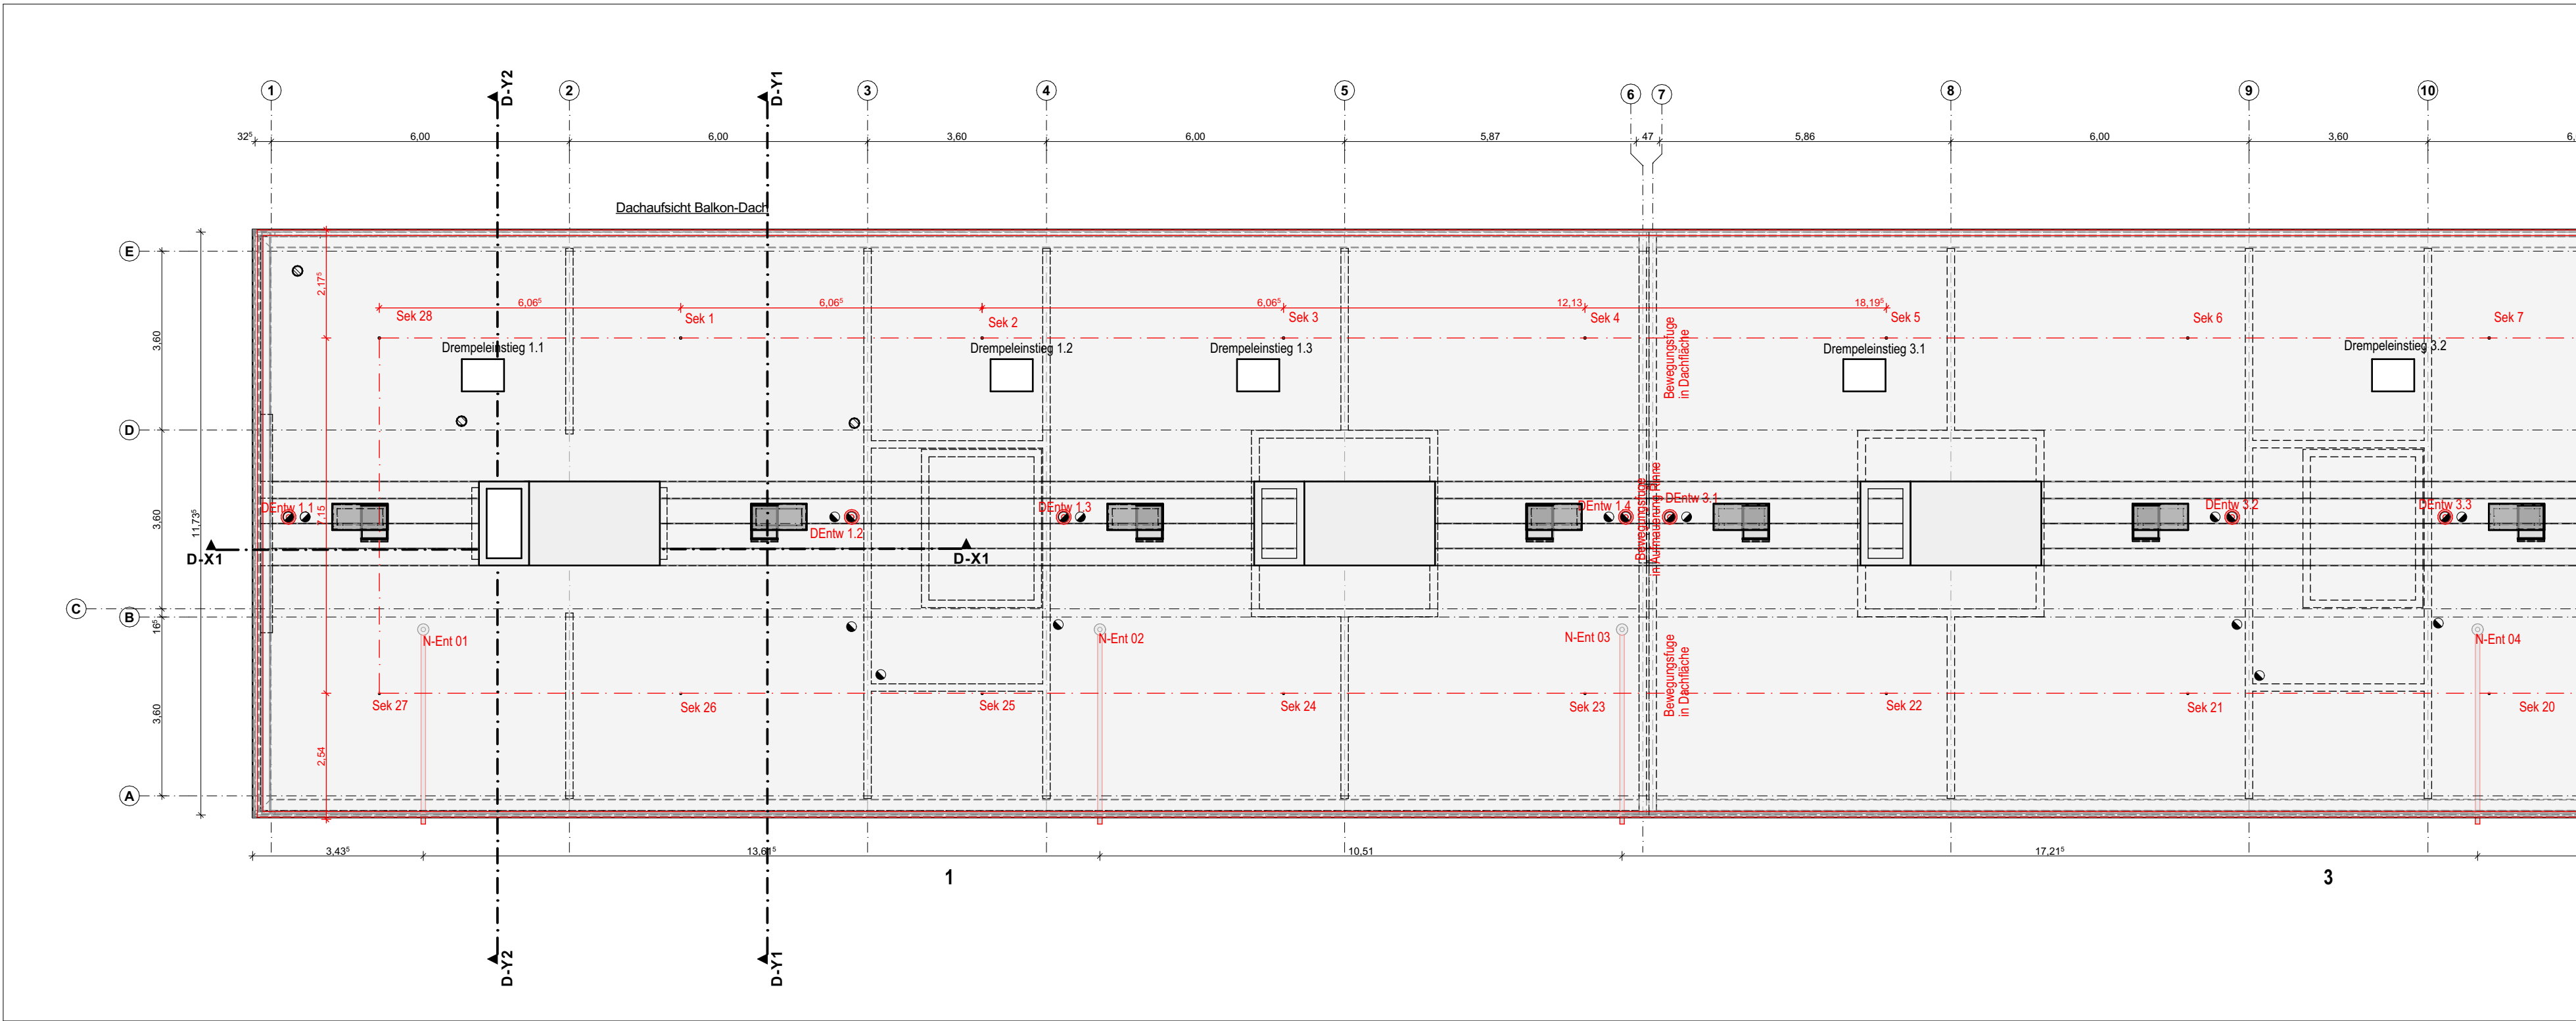 D-Y2
D-Y1
1
2
3
4
5
6
7
8
9
10
32⁵
6,00
6,00
3,60
6,00
5,87
47
5,86
6,00
3,60
6,
Dachaufsicht Balkon-Dach
E
2,17⁵
6,06⁵
6,06⁵
6,06⁵
12,13
18,19⁵
Sek 28
Sek 1
Sek 2
Sek 3
Sek 4
Sek 5
Sek 6
Sek 7
3,60
Drempeleinstieg 1.1
Drempeleinstieg 1.2
Drempeleinstieg 1.3
Bewegungsfuge
in Dachfläche
Drempeleinstieg 3.1
Drempeleinstieg 3.2
D
3,60
11,73⁵
DEntw 1.1
7,15
DEntw 1.2
DEntw 1.3
DEntw 1.4
Bewegungsfuge
in Aufmauerung Rinne
DEntw 3.1
DEntw 3.2
DEntw 3.3
D-X1
D-X1
C
B
16⁵
N-Ent 01
N-Ent 02
N-Ent 03
Bewegungsfuge
in Dachfläche
N-Ent 04
3,60
Sek 27
Sek 26
Sek 25
Sek 24
Sek 23
Sek 22
Sek 21
Sek 20
2,54
A
3,43⁵
13,61⁵
10,51
17,21⁵
1
3
D-Y2
D-Y1